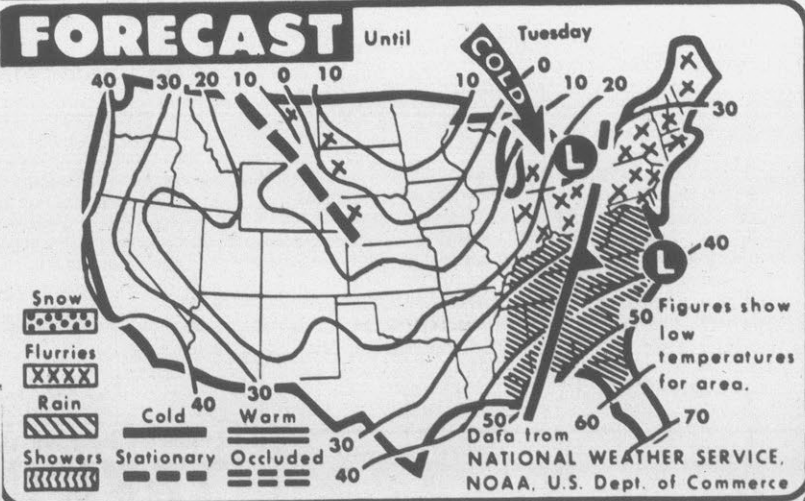 FORECAST
Until Tuesday
COLD
40 30 20 10 0 10
10 0 10 20
30
L
L
40
50
Figures show
low
temperatures
for area.
Snow
Flurries
XXXX
Rain
Showers
Cold Warm
Stationary Occluded
40 30
30
40
50 60 70
Data from
NATIONAL WEATHER SERVICE,
NOAA, U.S. Dept. of Commerce